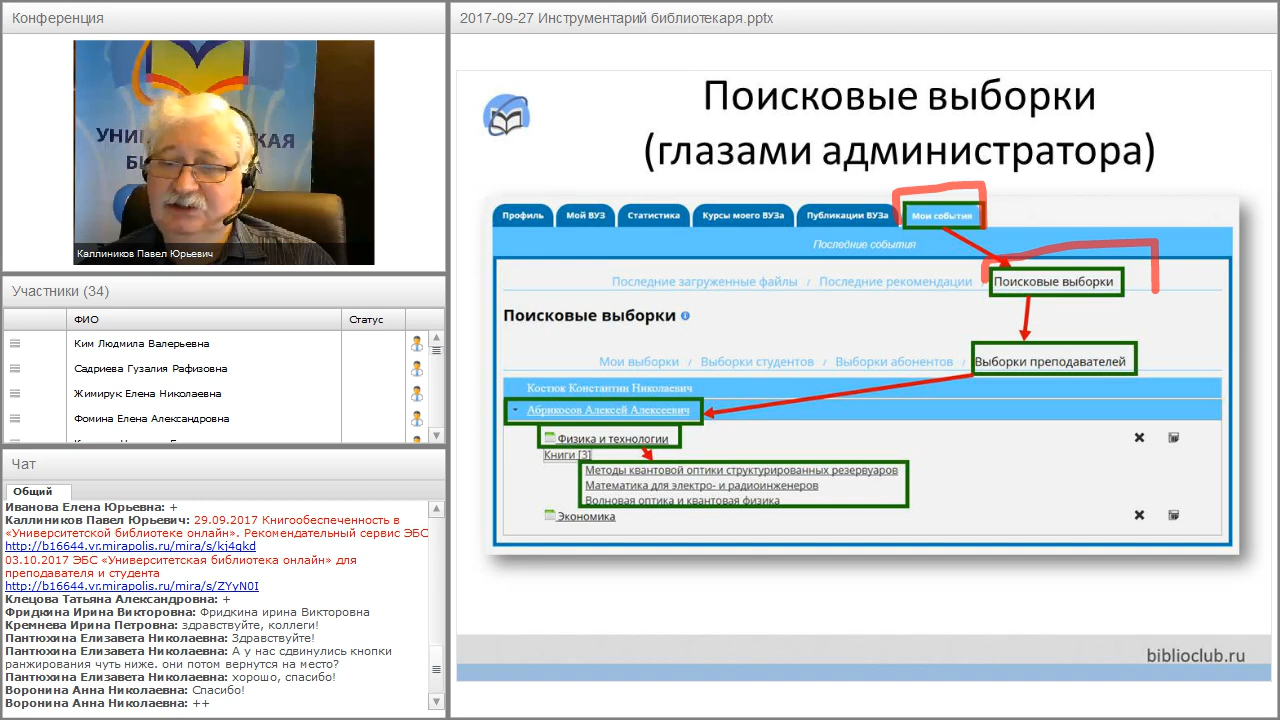 Конференция
УНИ
СКАЯ
Каллиников Павел Юрьевич
Участники (34)
ФИО
Статус
Ким Людмила Валерьевна
Садриева Гузель Рафиковна
Жимирук Елена Николаевна
Фомина Елена Александровна
Чат
Общий
Иванова Елена Юрьевна: +
Каллиников Павел Юрьевич: 29.09.2017 Книгообеспеченность в
«Университетской библиотеке онлайн». Рекомендательный сервис ЭБС
http://b16644.vr.mirapolis.ru/mira/s/kj4qkd
03.10.2017 ЭБС «Университетская библиотека онлайн» для
преподавателя и студента
http://b16644.vr.mirapolis.ru/mira/s/ZYyN0I
Клецова Татьяна Александровна: +
Фридкина Ирина Викторовна: Фридкина ирина Викторовна
Кремнева Ирина Петровна: здравствуйте, коллеги!
Пантюхина Елизавета Николаевна: Здравствуйте!
Пантюхина Елизавета Николаевна: А у нас сдвинулись кнопки
ранжирования чуть ниже. они потом вернутся на место?
Пантюхина Елизавета Николаевна: хорошо, спасибо!
Воронина Анна Николаевна: Спасибо!
Воронина Анна Николаевна: ++
2017-09-27 Инструментарий библиотекаря.pptx
Поисковые выборки
(глазами администратора)
Профиль
Мой ВУЗ
Статистика
Курсы моего ВУЗа
Публикации ВУЗа
Мои события
Последние события
Последние загруженные файлы / Последние рекомендации / Поисковые выборки
Поисковые выборки
Мои выборки / Выборки студентов / Выборки абонентов / Выборки преподавателей
Костюк Константин Николаевич
Абрикосов Алексей Алексеевич
Физика и технологии
Книги [3]
Методы квантовой оптики структурированных резервуаров
Математика для электро- и радиоинженеров
Волновая оптика и квантовая физика
Экономика
biblioclub.ru